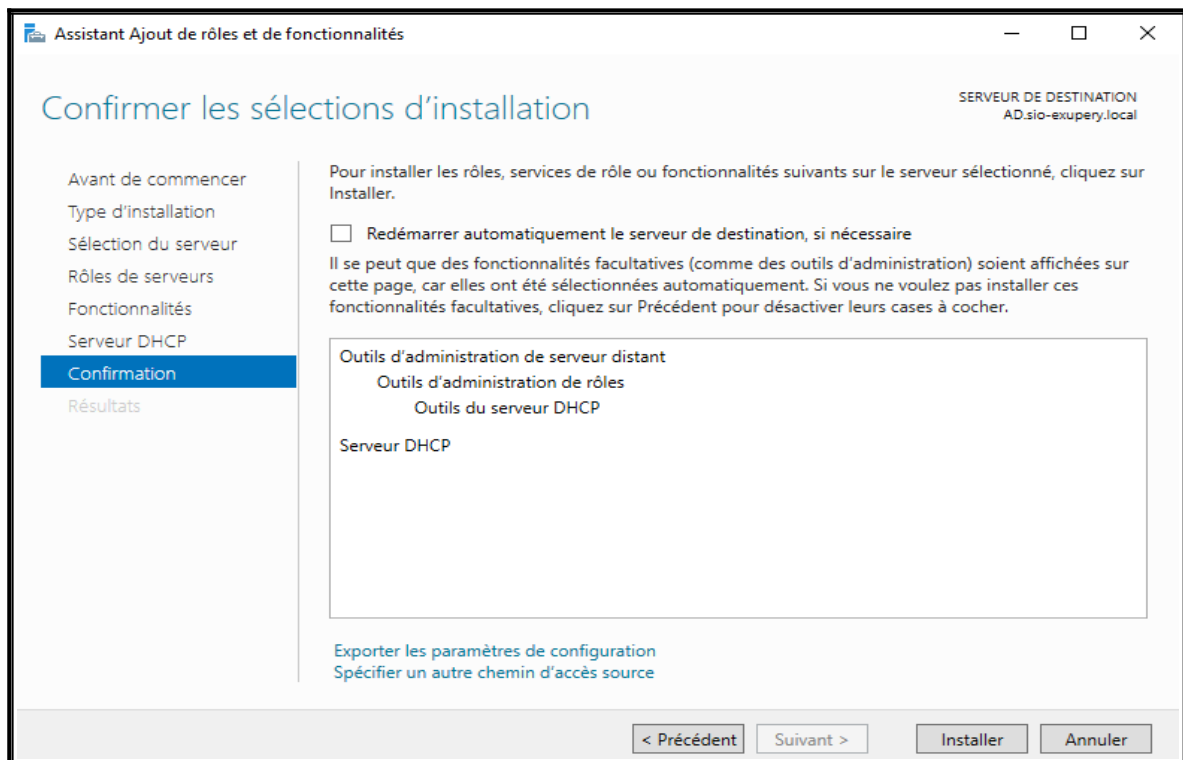 Assistant Ajout de rôles et de fonctionnalités
Confirmer les sélections d'installation
SERVEUR DE DESTINATION
AD.sio-exupery.local
Avant de commencer
Type d'installation
Sélection du serveur
Rôles de serveurs
Fonctionnalités
Serveur DHCP
Confirmation
Résultats
Pour installer les rôles, services de rôle ou fonctionnalités suivants sur le serveur sélectionné, cliquez sur
Installer.
Redémarrer automatiquement le serveur de destination, si nécessaire
Il se peut que des fonctionnalités facultatives (comme des outils d'administration) soient affichées sur
cette page, car elles ont été sélectionnées automatiquement. Si vous ne voulez pas installer ces
fonctionnalités facultatives, cliquez sur Précédent pour désactiver leurs cases à cocher.
Outils d'administration de serveur distant
Outils d'administration de rôles
Outils du serveur DHCP
Serveur DHCP
Exporter les paramètres de configuration
Spécifier un autre chemin d'accès source
< Précédent
Suivant >
Installer
Annuler